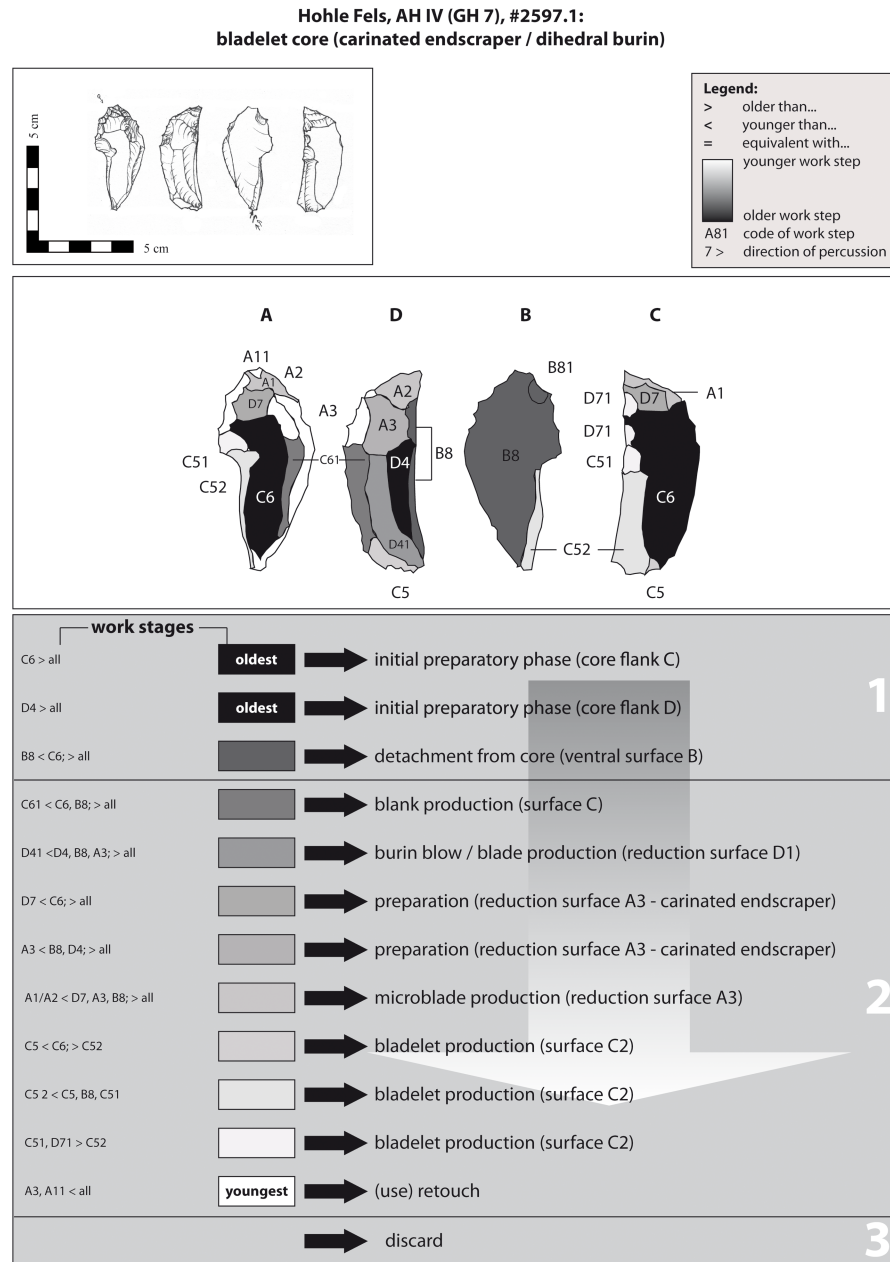 Hohle Fels, AH IV (GH 7), #2597.1:
bladelet core (carinated endscraper / dihedral burin)
5 cm
5 cm
Legend:
> older than...
< younger than...
= equivalent with...
younger work step
older work step
A81 code of work step
7 > direction of percussion
A D B C
A11
A2
A1
D7
A3
C51
C52
C61
C6
A2
A3
D4
B8
D41
C5
B81
B8
C52
D71
D7
A1
D71
C51
C6
C5
work stages
C6 > all oldest initial preparatory phase (core flank C)
D4 > all oldest initial preparatory phase (core flank D)
B8 < C6; > all detachment from core (ventral surface B)
1
C61 < C6, B8; > all blank production (surface C)
D41 <D4, B8, A3; > all burin blow / blade production (reduction surface D1)
D7 < C6; > all preparation (reduction surface A3 - carinated endscraper)
A3 < B8, D4; > all preparation (reduction surface A3 - carinated endscraper)
A1/A2 < D7, A3, B8; > all microblade production (reduction surface A3)
C5 < C6; > C52 bladelet production (surface C2)
C5 2 < C5, B8, C51 bladelet production (surface C2)
C51, D71 > C52 bladelet production (surface C2)
A3, A11 < all youngest (use) retouch
2
discard
3